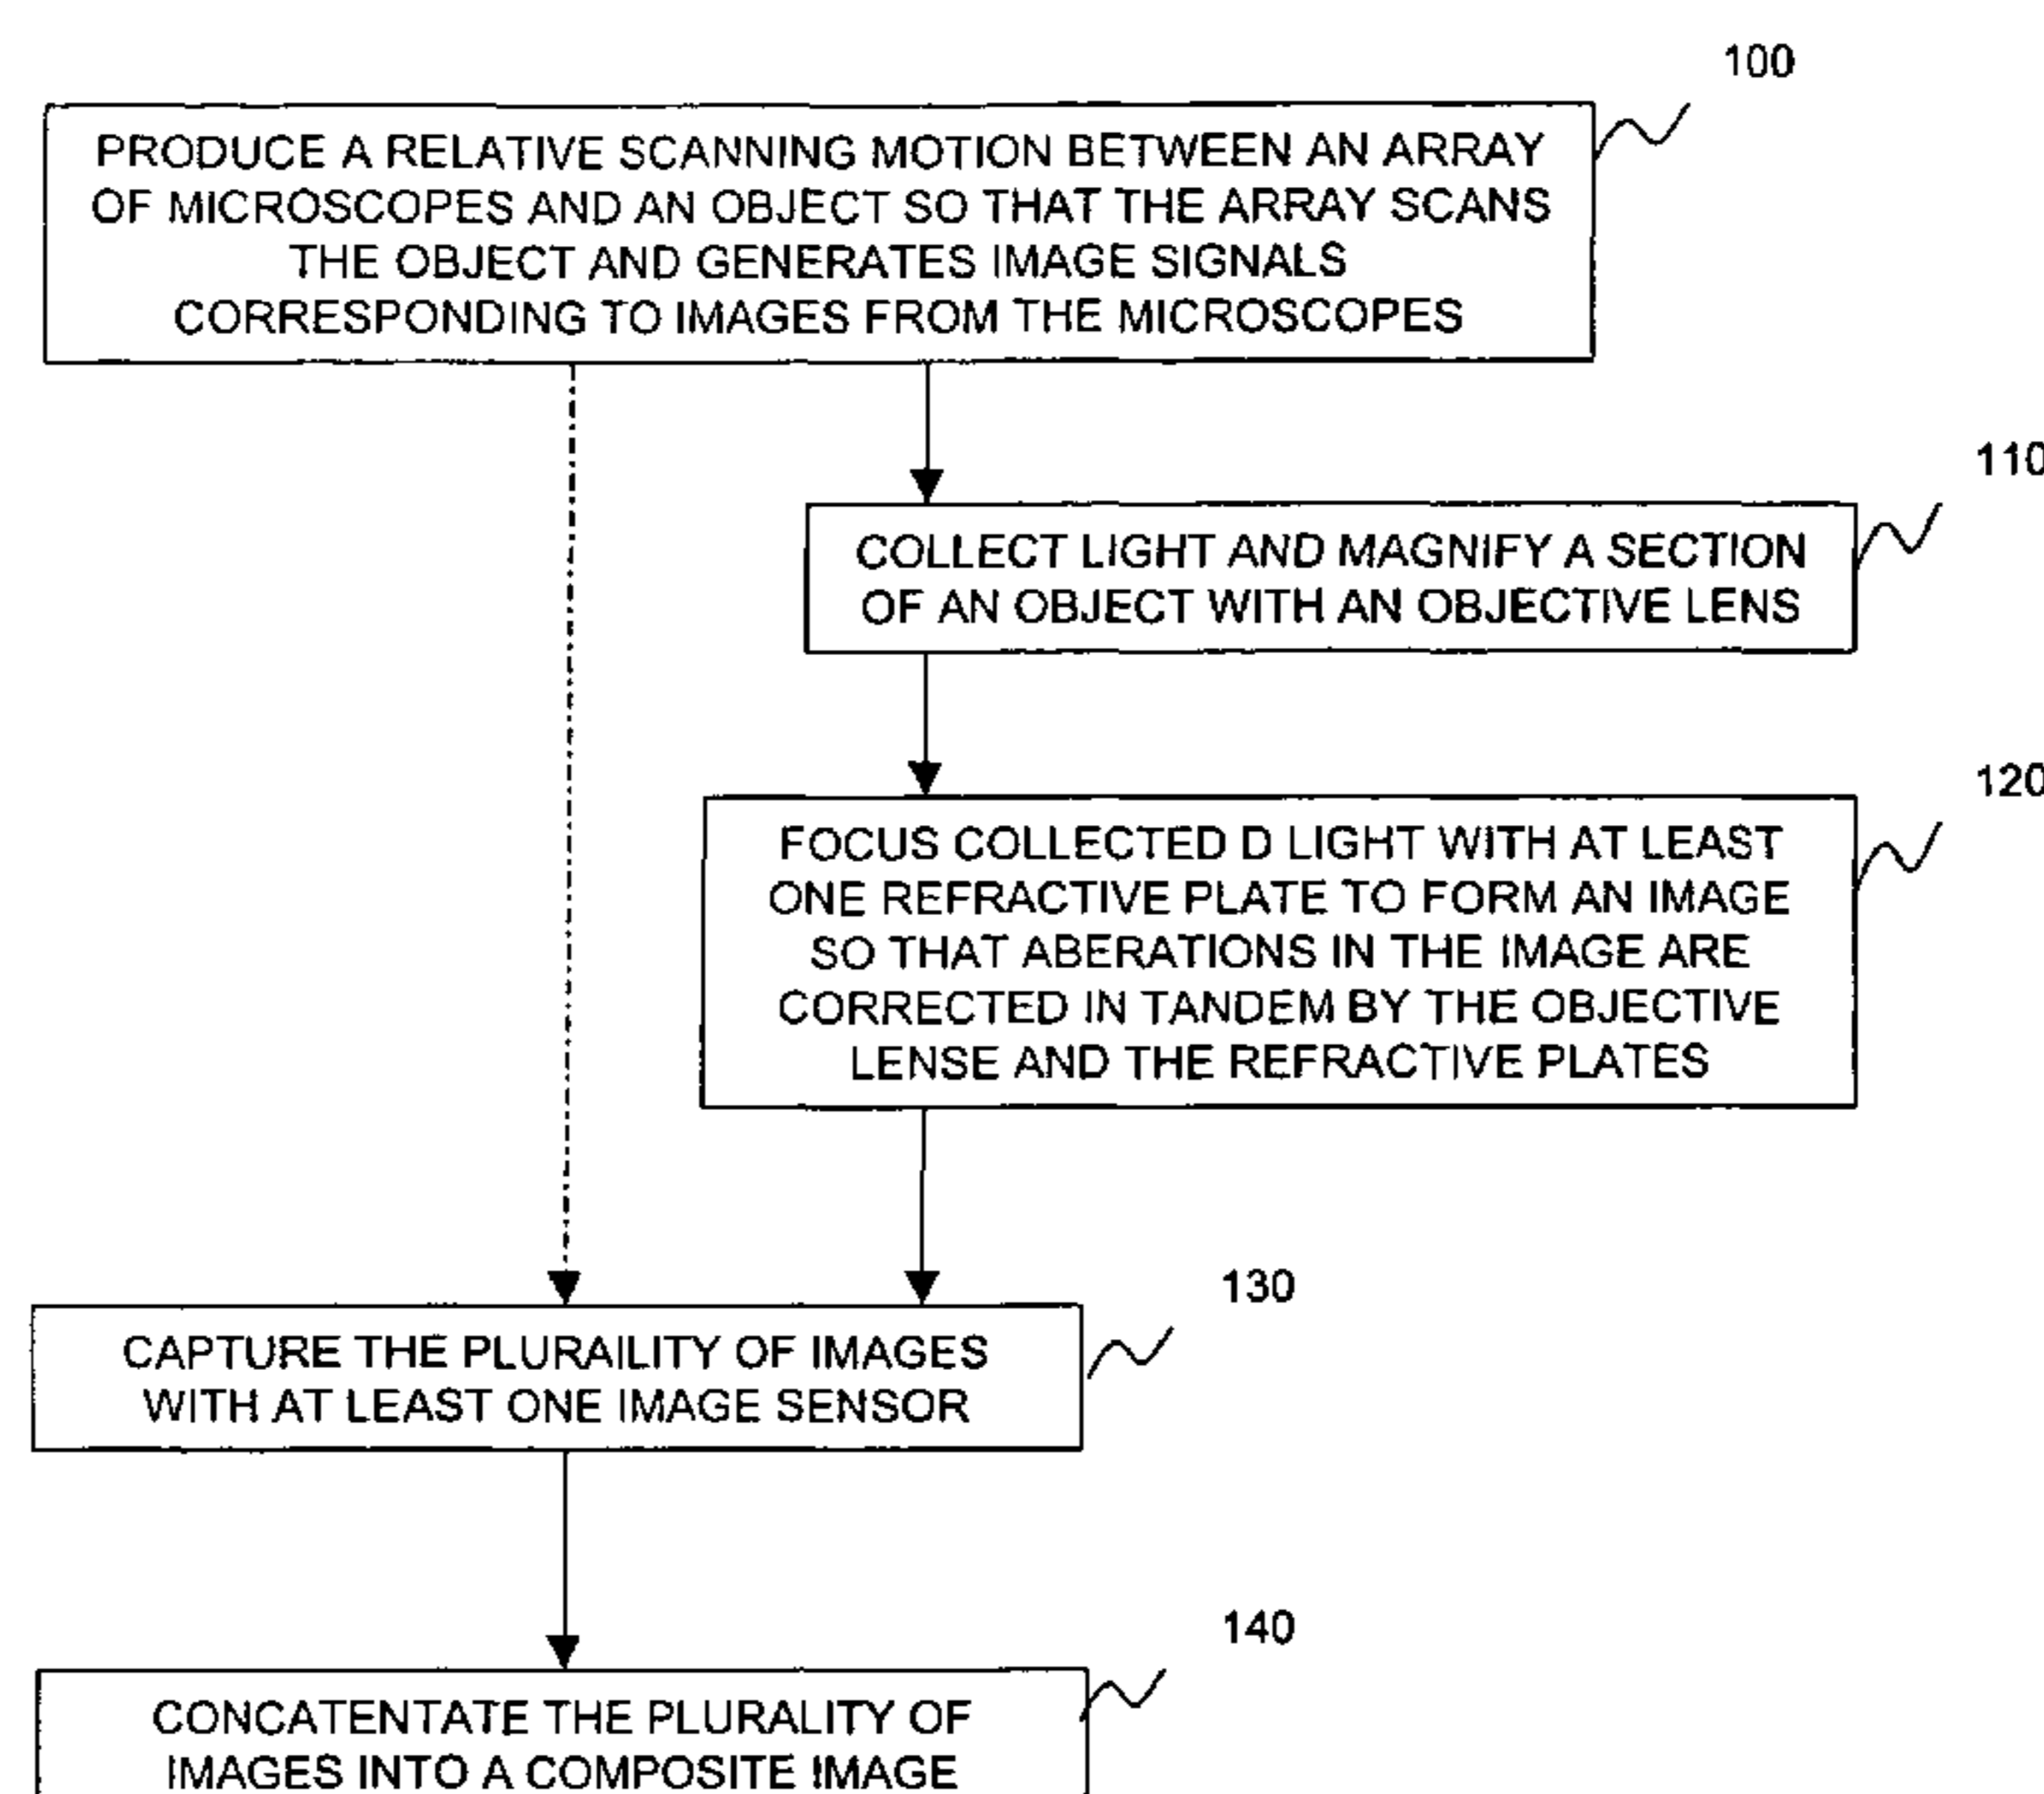 100
PRODUCE A RELATIVE SCANNING MOTION BETWEEN AN ARRAY
OF MICROSCOPES AND AN OBJECT SO THAT THE ARRAY SCANS
THE OBJECT AND GENERATES IMAGE SIGNALS
CORRESPONDING TO IMAGES FROM THE MICROSCOPES
110
COLLECT LIGHT AND MAGNIFY A SECTION
OF AN OBJECT WITH AN OBJECTIVE LENS
120
FOCUS COLLECTED D LIGHT WITH AT LEAST
ONE REFRACTIVE PLATE TO FORM AN IMAGE
SO THAT ABERATIONS IN THE IMAGE ARE
CORRECTED IN TANDEM BY THE OBJECTIVE
LENSE AND THE REFRACTIVE PLATES
130
CAPTURE THE PLURAILITY OF IMAGES
WITH AT LEAST ONE IMAGE SENSOR
140
CONCATENTATE THE PLURALITY OF
IMAGES INTO A COMPOSITE IMAGE